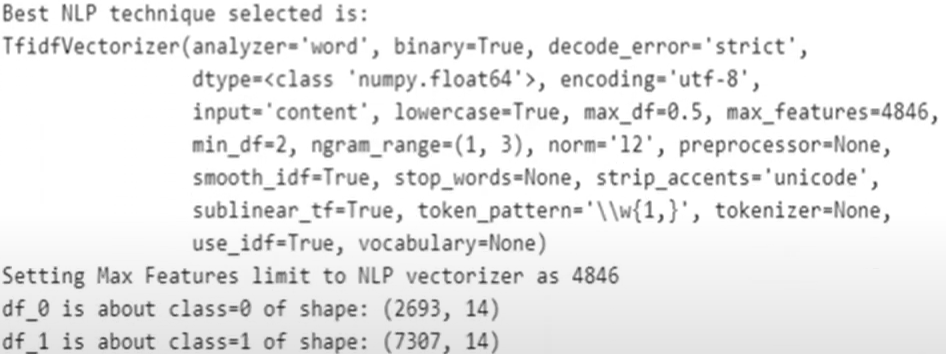 Best NLP technique selected is:
TfidfVectorizer(analyzer='word', binary=True, decode_error='strict',
dtype=<class 'numpy.float64'>, encoding='utf-8',
input='content', lowercase=True, max_df=0.5, max_features=4846,
min_df=2, ngram_range=(1, 3), norm='l2', preprocessor=None,
smooth_idf=True, stop_words=None, strip_accents='unicode',
sublinear_tf=True, token_pattern='\\w{1,}', tokenizer=None,
use_idf=True, vocabulary=None)
Setting Max Features limit to NLP vectorizer as 4846
df_0 is about class=0 of shape: (2693, 14)
df_1 is about class=1 of shape: (7307, 14)